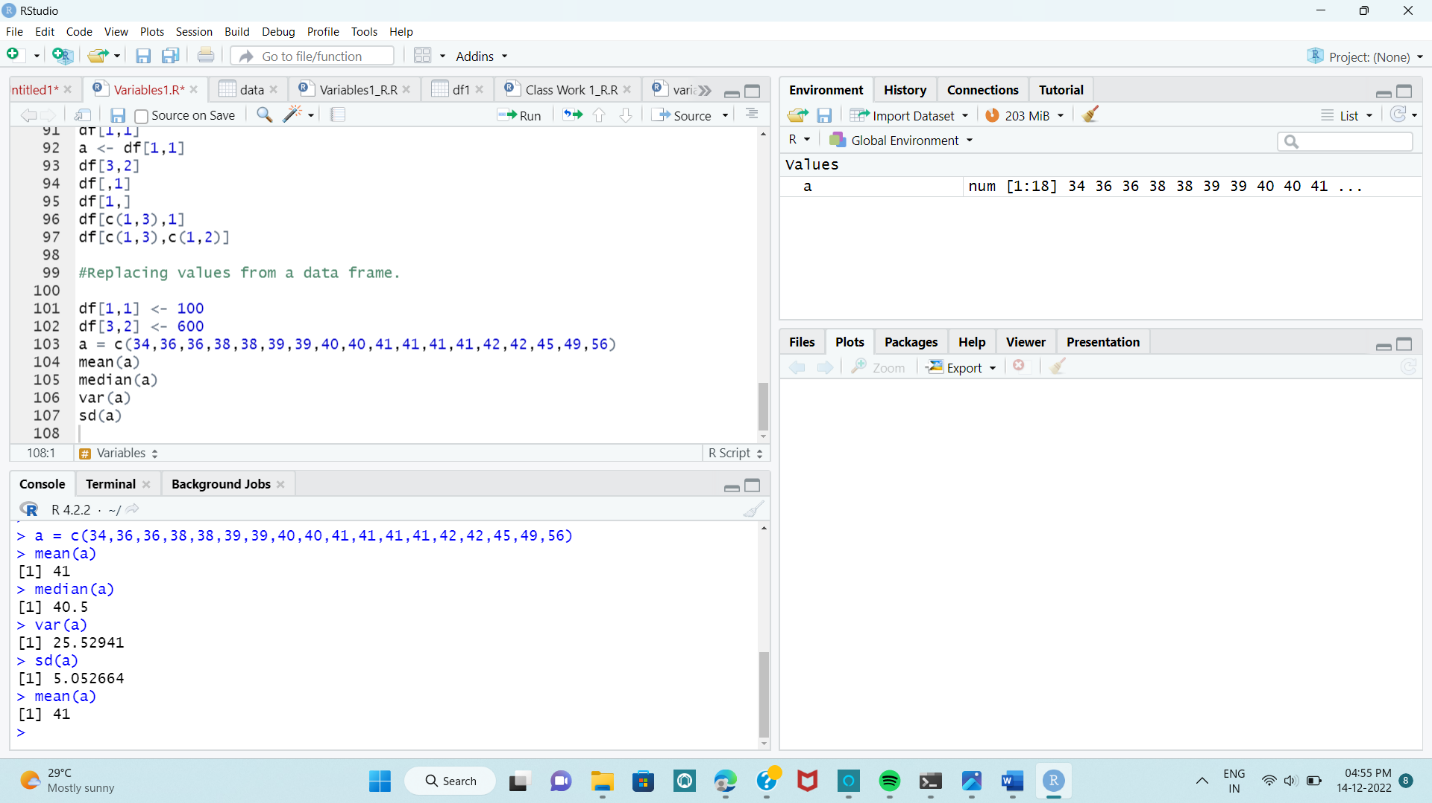 RStudio
File Edit Code View Plots Session Build Debug Profile Tools Help
Go to file/function Addins Project: (None)
ntitled1* Variables1.R* data Variables1_R.R df1 Class Work 1_R.R varia
Source on Save Run Source
91 df[1,1]
92 a <- df[1,1]
93 df[3,2]
94 df[,1]
95 df[1,]
96 df[c(1,3),1]
97 df[c(1,3),c(1,2)]
98
99 #Replacing values from a data frame.
100
101 df[1,1] <- 100
102 df[3,2] <- 600
103 a = c(34,36,36,38,38,39,39,40,40,41,41,41,41,42,42,45,49,56)
104 mean(a)
105 median(a)
106 var(a)
107 sd(a)
108
108:1 # Variables R Script
Console Terminal Background Jobs
R 4.2.2 · ~/
> a = c(34,36,36,38,38,39,39,40,40,41,41,41,41,42,42,45,49,56)
> mean(a)
[1] 41
> median(a)
[1] 40.5
> var(a)
[1] 25.52941
> sd(a)
[1] 5.052664
> mean(a)
[1] 41
>
Environment History Connections Tutorial
Import Dataset 203 MiB List
R Global Environment
Values
a num [1:18] 34 36 36 38 38 39 39 40 40 41 ...
Files Plots Packages Help Viewer Presentation
Zoom Export
29°C
Mostly sunny
Search
ENG
IN
04:55 PM
14-12-2022
8